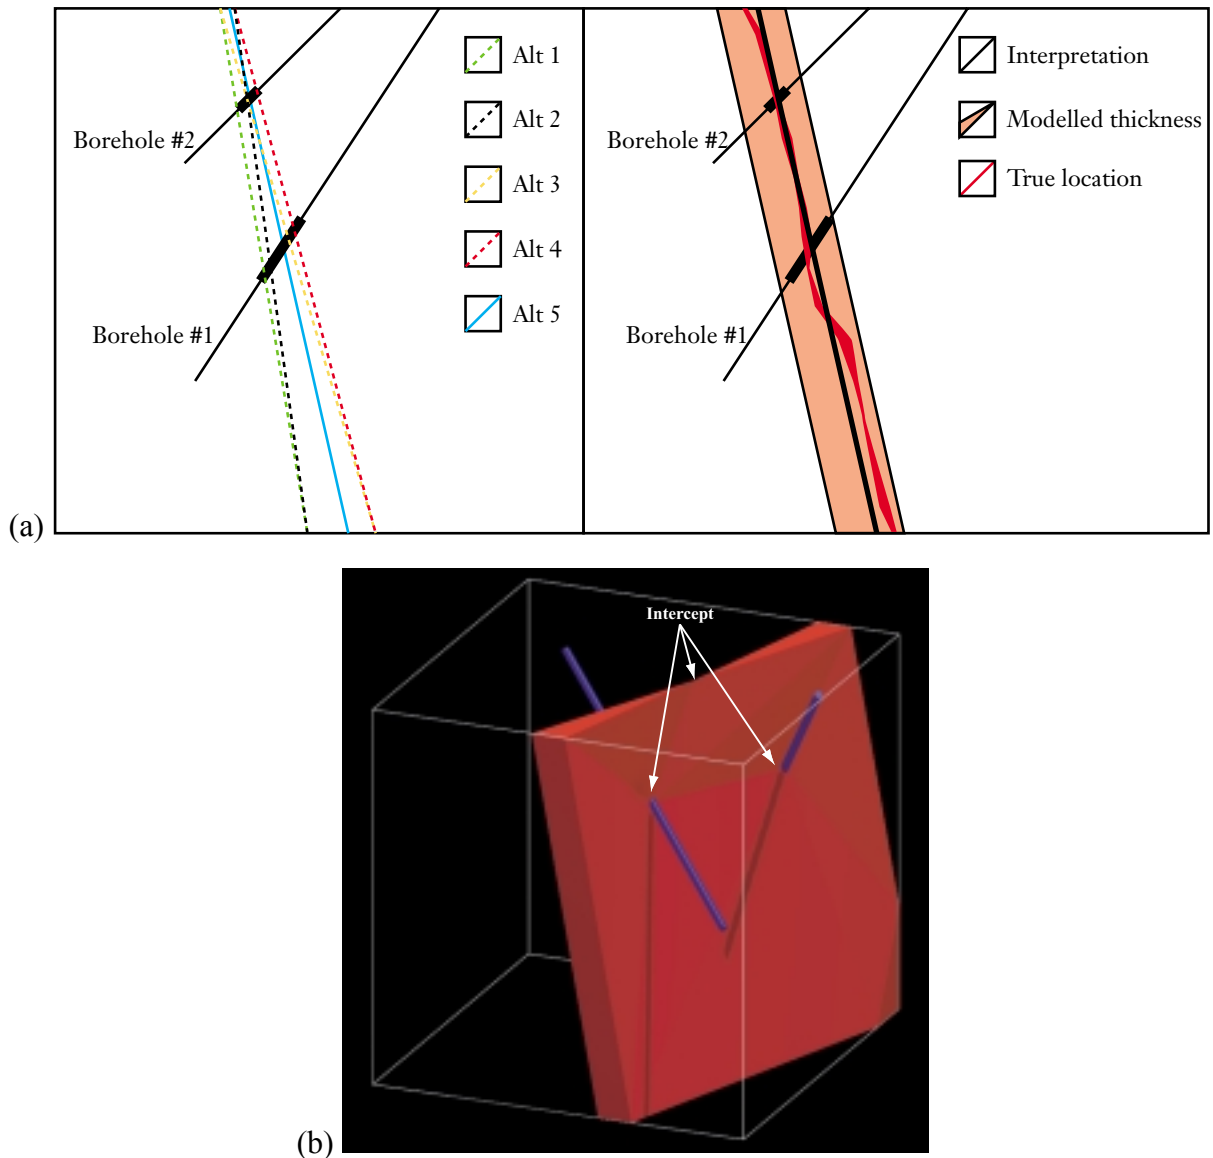 Alt 1
Alt 2
Alt 3
Alt 4
Alt 5
Borehole #2
Borehole #1
Interpretation
Modelled thickness
True location
Borehole #2
Borehole #1
(a)
Intercept
(b)